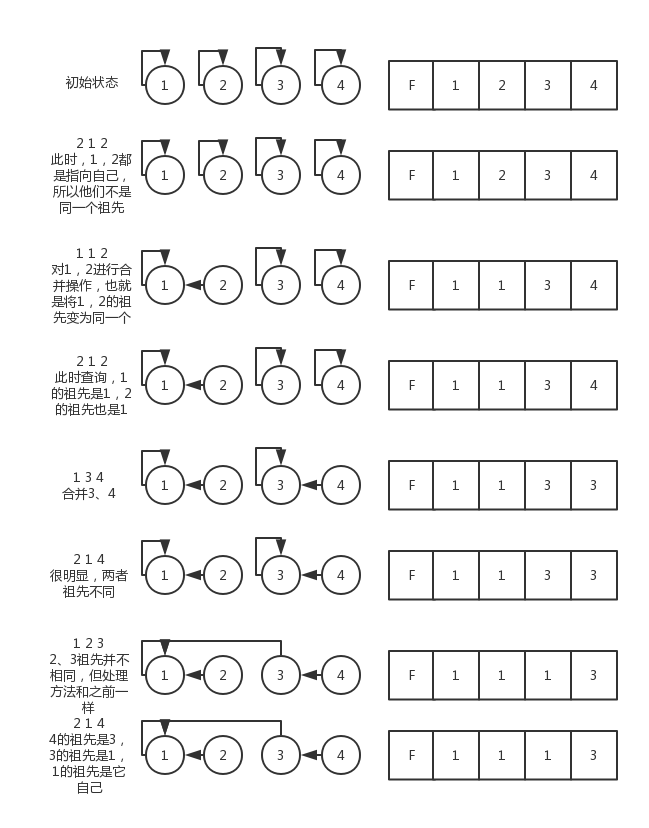 初始状态
1 2 3 4
F 1 2 3 4
2 1 2
此时，1，2都
是指向自己，
所以他们不是
同一个祖先
1 2 3 4
F 1 2 3 4
1 1 2
对1，2进行合
并操作，也就
是将1，2的祖
先变为同一个
1 2 3 4
F 1 1 3 4
2 1 2
此时查询，1
的祖先是1，2
的祖先也是1
1 2 3 4
F 1 1 3 4
1 3 4
合并3、4
1 2 3 4
F 1 1 3 3
2 1 4
很明显，两者
祖先不同
1 2 3 4
F 1 1 3 3
1 2 3
2、3祖先并不
相同，但处理
方法和之前一
样
1 2 3 4
F 1 1 1 3
2 1 4
4的祖先是3，
3的祖先是1，
1的祖先是它
自己
1 2 3 4
F 1 1 1 3